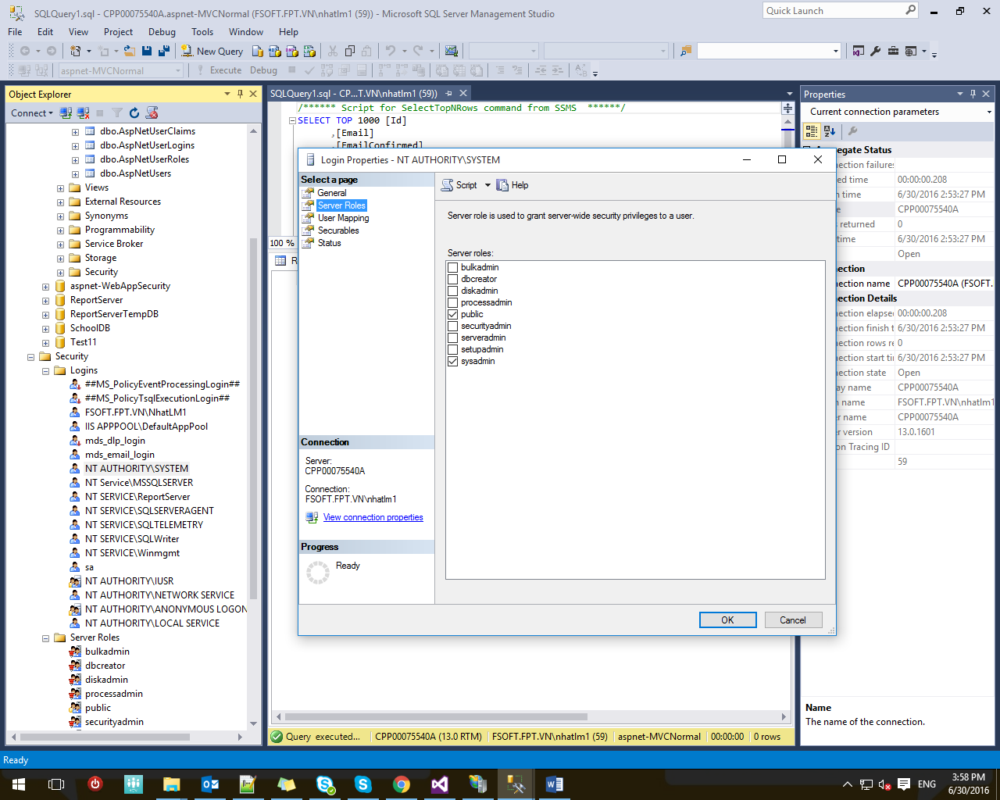 SQLQuery1.sql - CPP00075540A.aspnet-MVCNormal (FSOFT.FPT.VN\nhatlm1 (59)) - Microsoft SQL Server Management Studio
Quick Launch
File Edit View Project Debug Tools Window Help
New Query
aspnet-MVCNormal
Execute Debug
Object Explorer
Connect
dbo.AspNetUserClaims
dbo.AspNetUserLogins
dbo.AspNetUserRoles
dbo.AspNetUsers
Views
External Resources
Synonyms
Programmability
Service Broker
Storage
Security
aspnet-WebAppSecurity
ReportServer
ReportServerTempDB
SchoolDB
Test11
Security
Logins
##MS_PolicyEventProcessingLogin##
##MS_PolicyTsqlExecutionLogin##
FSOFT.FPT.VN\NhatLM1
IIS APPPOOL\DefaultAppPool
mds_dlp_login
mds_email_login
NT AUTHORITY\SYSTEM
NT Service\MSSQLSERVER
NT SERVICE\ReportServer
NT SERVICE\SQLSERVERAGENT
NT SERVICE\SQLTELEMETRY
NT SERVICE\SQLWriter
NT SERVICE\Winmgmt
sa
NT AUTHORITY\IUSR
NT AUTHORITY\NETWORK SERVICE
NT AUTHORITY\ANONYMOUS LOGON
NT AUTHORITY\LOCAL SERVICE
Server Roles
bulkadmin
dbcreator
diskadmin
processadmin
public
securityadmin
SQLQuery1.sql - CP...T.VN\nhatlm1 (59))
/****** Script for SelectTopNRows command from SSMS ******/
SELECT TOP 1000 [Id]
,[Email]
,[EmailConfirmed]
100 %
R
Login Properties - NT AUTHORITY\SYSTEM
Select a page
General
Server Roles
User Mapping
Securables
Status
Connection
Server:
CPP00075540A
Connection:
FSOFT.FPT.VN\nhatlm1
View connection properties
Progress
Ready
Script Help
Server role is used to grant server-wide security privileges to a user.
Server roles:
bulkadmin
dbcreator
diskadmin
processadmin
public
securityadmin
serveradmin
setupadmin
sysadmin
OK Cancel
Query executed... CPP00075540A (13.0 RTM) FSOFT.FPT.VN\nhatlm1 (59) aspnet-MVCNormal 00:00:00 0 rows
Properties
Current connection parameters
gregate Status
nection failures
ed time 00:00:00.208
h time 6/30/2016 2:53:27 PM
e CPP00075540A
s returned 0
time 6/30/2016 2:53:27 PM
Open
nection
nection name CPP00075540A (FSOFT.
nection Details
nection elapse 00:00:00.208
nection finish t 6/30/2016 2:53:27 PM
nection rows re 0
nection start ti 6/30/2016 2:53:27 PM
nection state Open
ay name CPP00075540A
n name FSOFT.FPT.VN\nhatlm1
er name CPP00075540A
er version 13.0.1601
on Tracing ID
59
Name
The name of the connection.
Ready
ENG
3:58 PM
6/30/2016